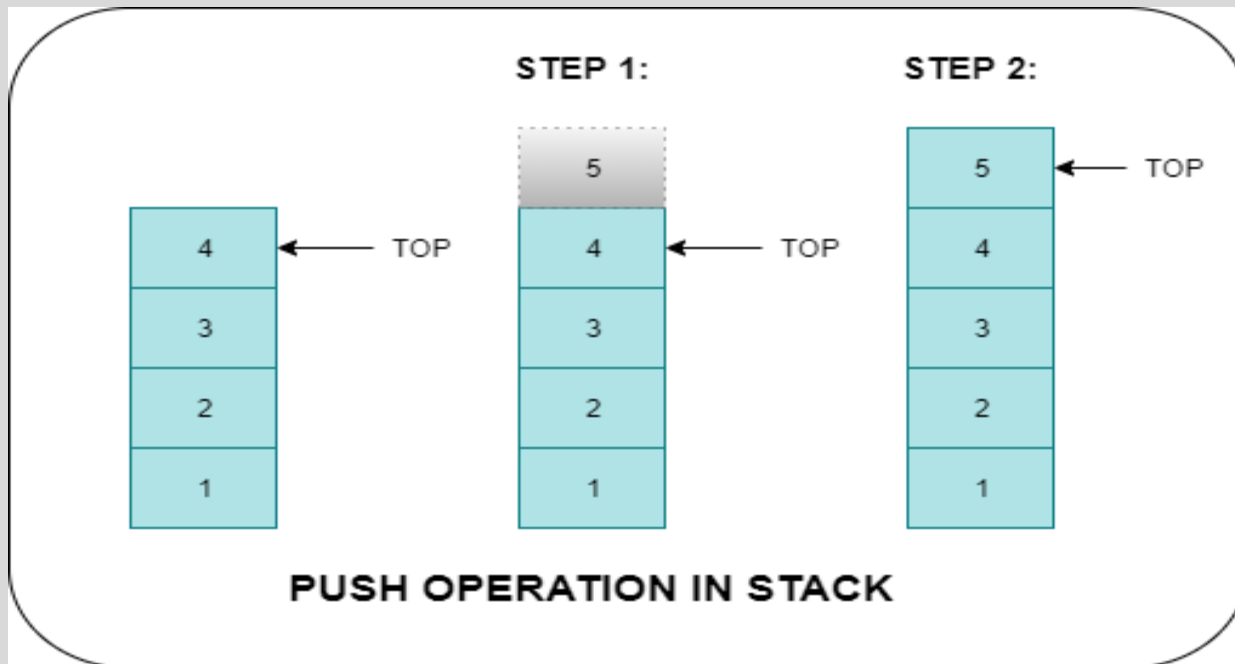 STEP 1: STEP 2:
5 5 TOP
4 TOP 4 TOP 4
3 3 3
2 2 2
1 1 1
PUSH OPERATION IN STACK